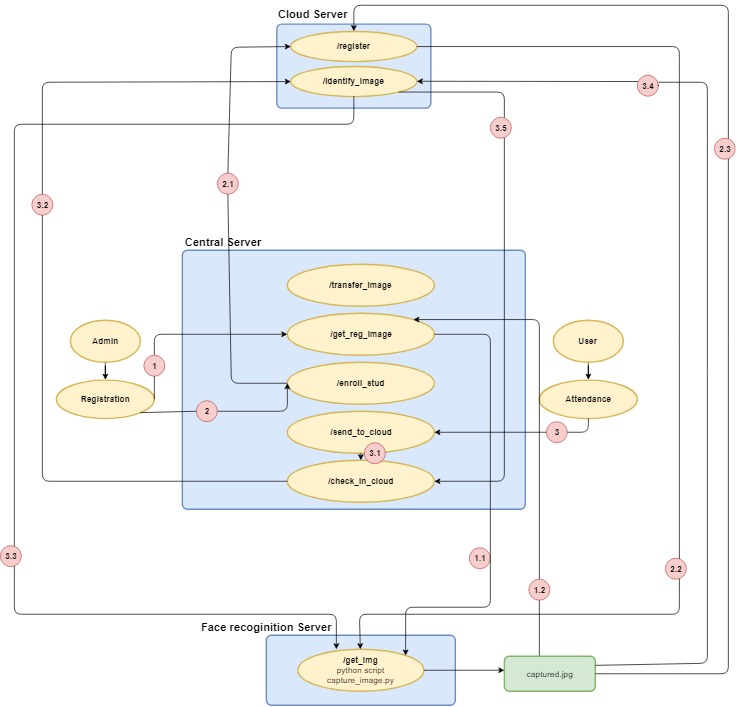 Cloud Server
/register
/identify_image
3.4
3.5
2.3
2.1
3.2
Central Server
/transfer_image
/get_reg_image
Admin
User
1
/enroll_stud
Registration
Attendance
2
/send_to_cloud
3
3.1
/check_in_cloud
3.3
1.1
2.2
1.2
Face recoginition Server
/get_img
python script
capture_image.py
captured.jpg